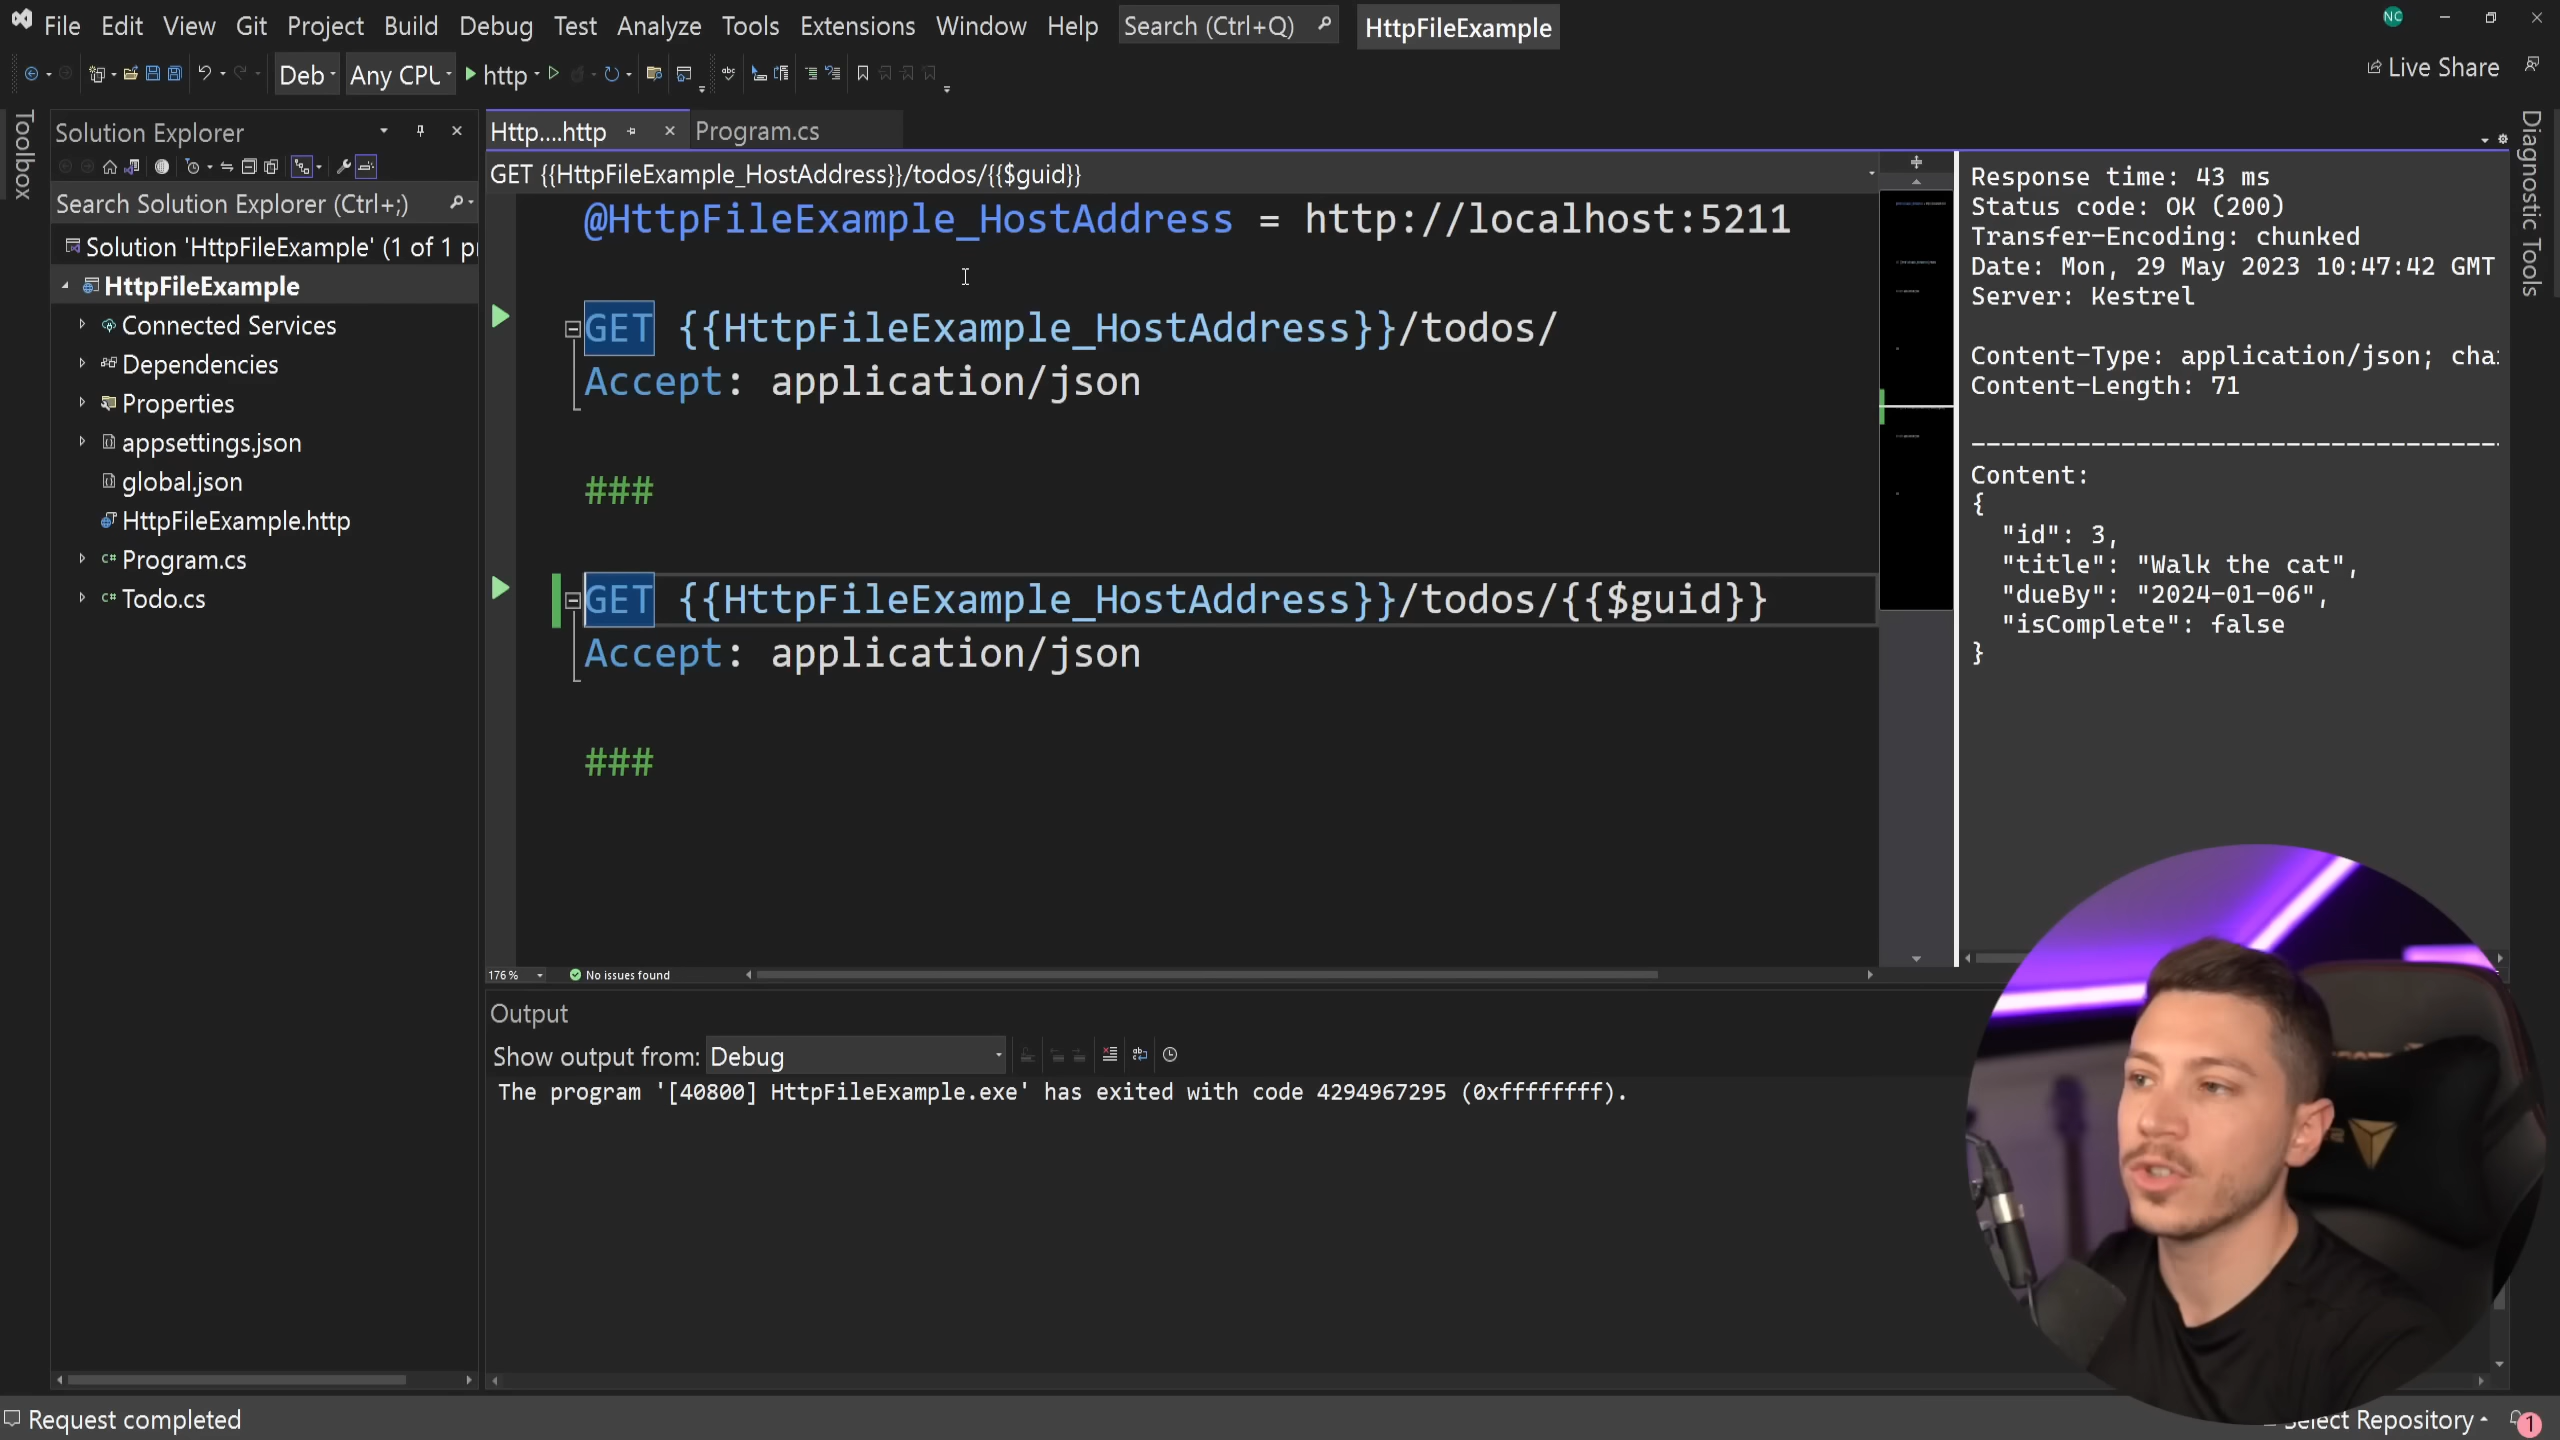 File Edit View Git Project Build Debug Test Analyze Tools Extensions Window Help Search (Ctrl+Q) HttpFileExample
NC
Deb Any CPU http
Live Share
Toolbox
Solution Explorer
Search Solution Explorer (Ctrl+;)
Solution 'HttpFileExample' (1 of 1 pr
HttpFileExample
Connected Services
Dependencies
Properties
appsettings.json
global.json
HttpFileExample.http
Program.cs
Todo.cs
Http....http
Program.cs
GET {{HttpFileExample_HostAddress}}/todos/{{$guid}}
@HttpFileExample_HostAddress = http://localhost:5211
GET {{HttpFileExample_HostAddress}}/todos/
Accept: application/json
###
GET {{HttpFileExample_HostAddress}}/todos/{{$guid}}
Accept: application/json
###
176 %
No issues found
Response time: 43 ms
Status code: OK (200)
Transfer-Encoding: chunked
Date: Mon, 29 May 2023 10:47:42 GMT
Server: Kestrel
Content-Type: application/json; cha
Content-Length: 71
------------------------------------
Content:
{
"id": 3,
"title": "Walk the cat",
"dueBy": "2024-01-06",
"isComplete": false
}
Diagnostic Tools
Output
Show output from: Debug
The program '[40800] HttpFileExample.exe' has exited with code 4294967295 (0xffffffff).
Request completed
Select Repository
1